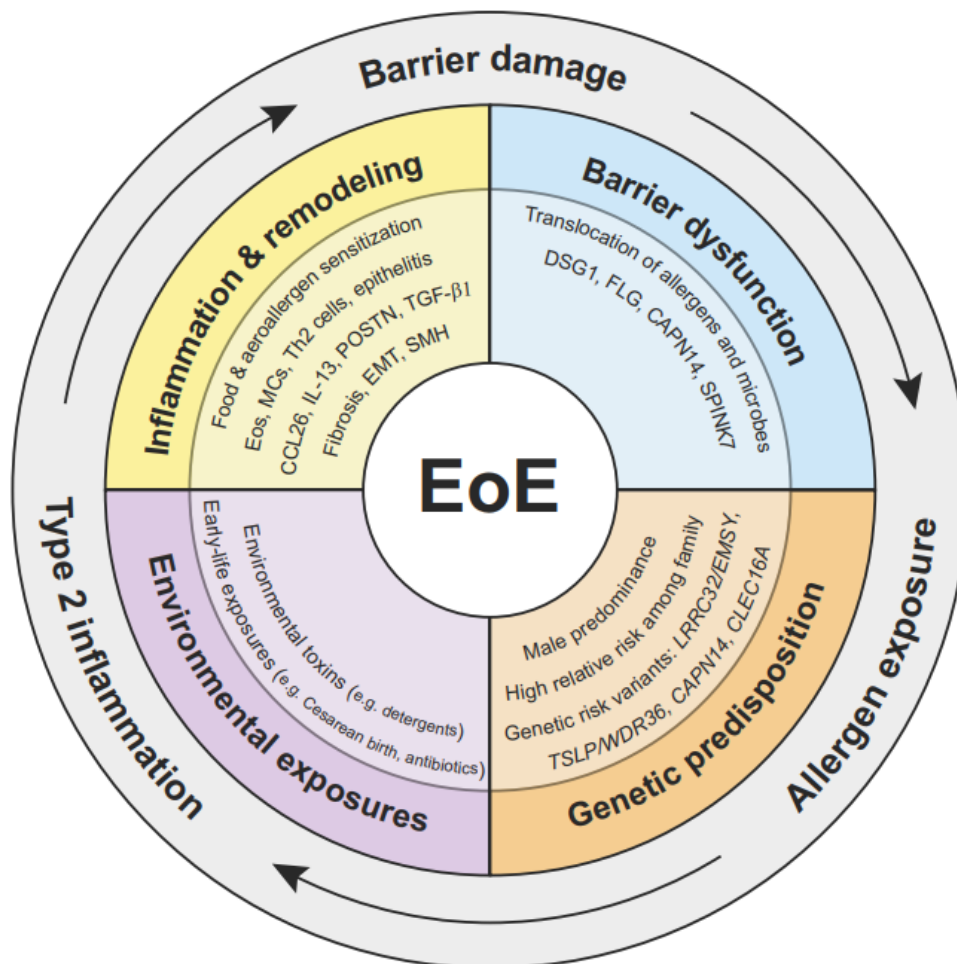 Barrier damage
Allergen exposure
Type 2 inflammation
Inflammation & remodeling
Food & aeroallergen sensitization
Eos, MCs, Th2 cells, epithelitis
CCL26, IL-13, POSTN, TGF-β1
Fibrosis, EMT, SMH
Barrier dysfunction
Translocation of allergens and microbes
DSG1, FLG, CAPN14, SPINK7
EoE
Environmental exposures
Early-life exposures (e.g. Cesarean birth, antibiotics)
Environmental toxins (e.g. detergents)
Genetic predisposition
Male predominance
High relative risk among family
Genetic risk variants: LRRC32/EMSY,
TSLP/WDR36, CAPN14, CLEC16A